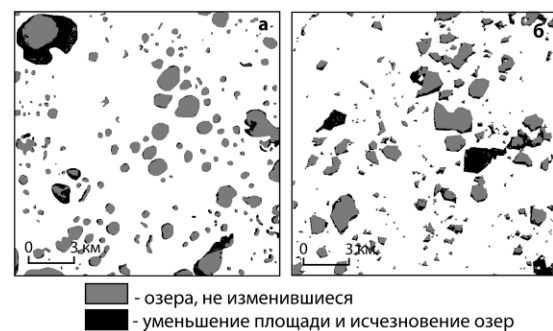 а
б
0 3 км
0 3 км
- озера, не изменившиеся
- уменьшение площади и исчезновение озер